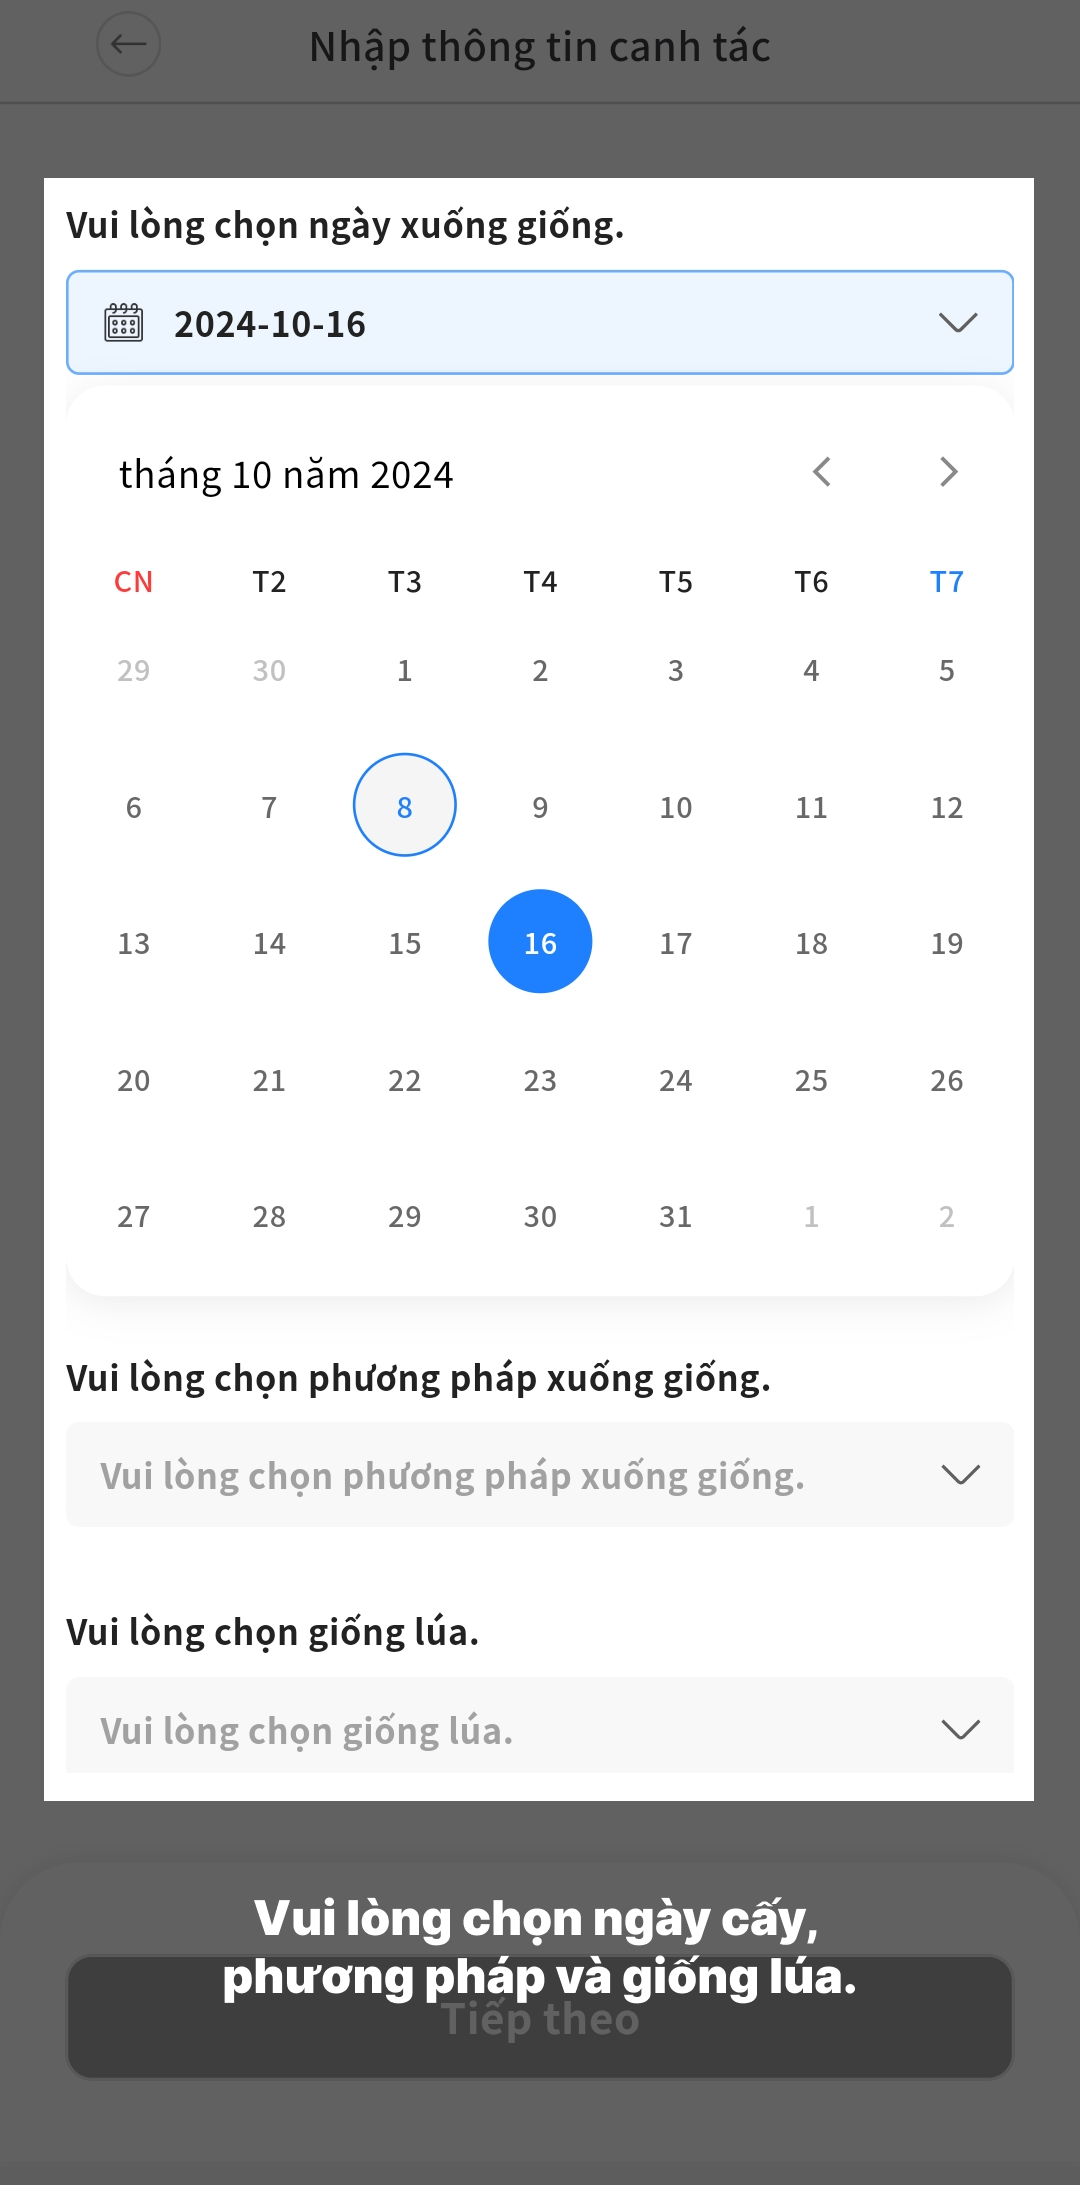 Nhập thông tin canh tác
Vui lòng chọn ngày xuống giống.
2024-10-16
tháng 10 năm 2024
CN T2 T3 T4 T5 T6 T7
29 30 1 2 3 4 5
6 7 8 9 10 11 12
13 14 15 16 17 18 19
20 21 22 23 24 25 26
27 28 29 30 31 1 2
Vui lòng chọn phương pháp xuống giống.
Vui lòng chọn phương pháp xuống giống.
Vui lòng chọn giống lúa.
Vui lòng chọn giống lúa.
Vui lòng chọn ngày cấy,
phương pháp và giống lúa.
Tiếp theo